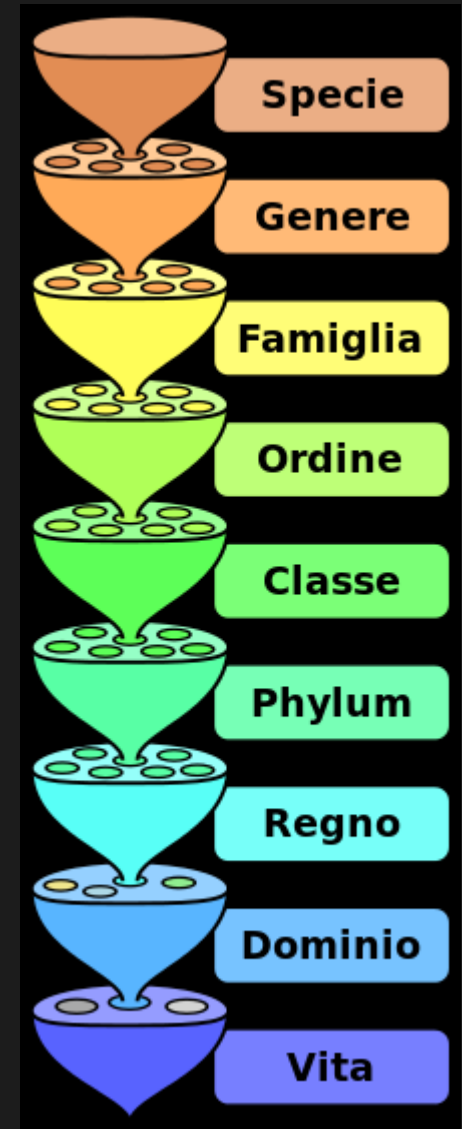 Specie
Genere
Famiglia
Ordine
Classe
Phylum
Regno
Dominio
Vita